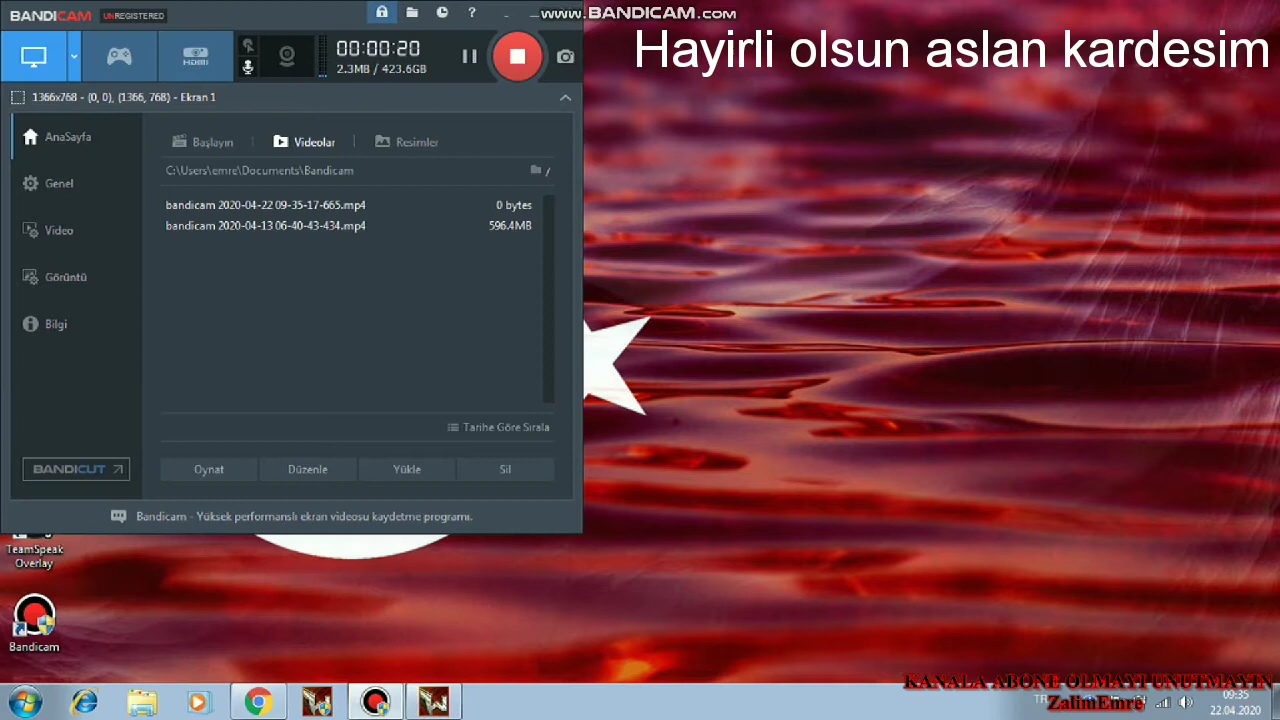 BANDICAM UNREGISTERED
www.BANDICAM.com
Hayirli olsun aslan kardesim
HDMI
00:00:20
2.3MB / 423.6GB
1366x768 - (0, 0), (1366, 768) - Ekran 1
AnaSayfa
Genel
Video
Görüntü
Bilgi
BANDICUT
Başlayın
Videolar
Resimler
C:\Users\emre\Documents\Bandicam
bandicam 2020-04-22 09-35-17-665.mp4 0 bytes
bandicam 2020-04-13 06-40-43-434.mp4 596.4MB
Tarihe Göre Sırala
Oynat Düzenle Yükle Sil
Bandicam - Yüksek performanslı ekran videosu kaydetme programı.
TeamSpeak
Overlay
Bandicam
KANALA ABONE OLMAYI UNUTMAYIN
ZalimEmre
TR
09:35
22.04.2020